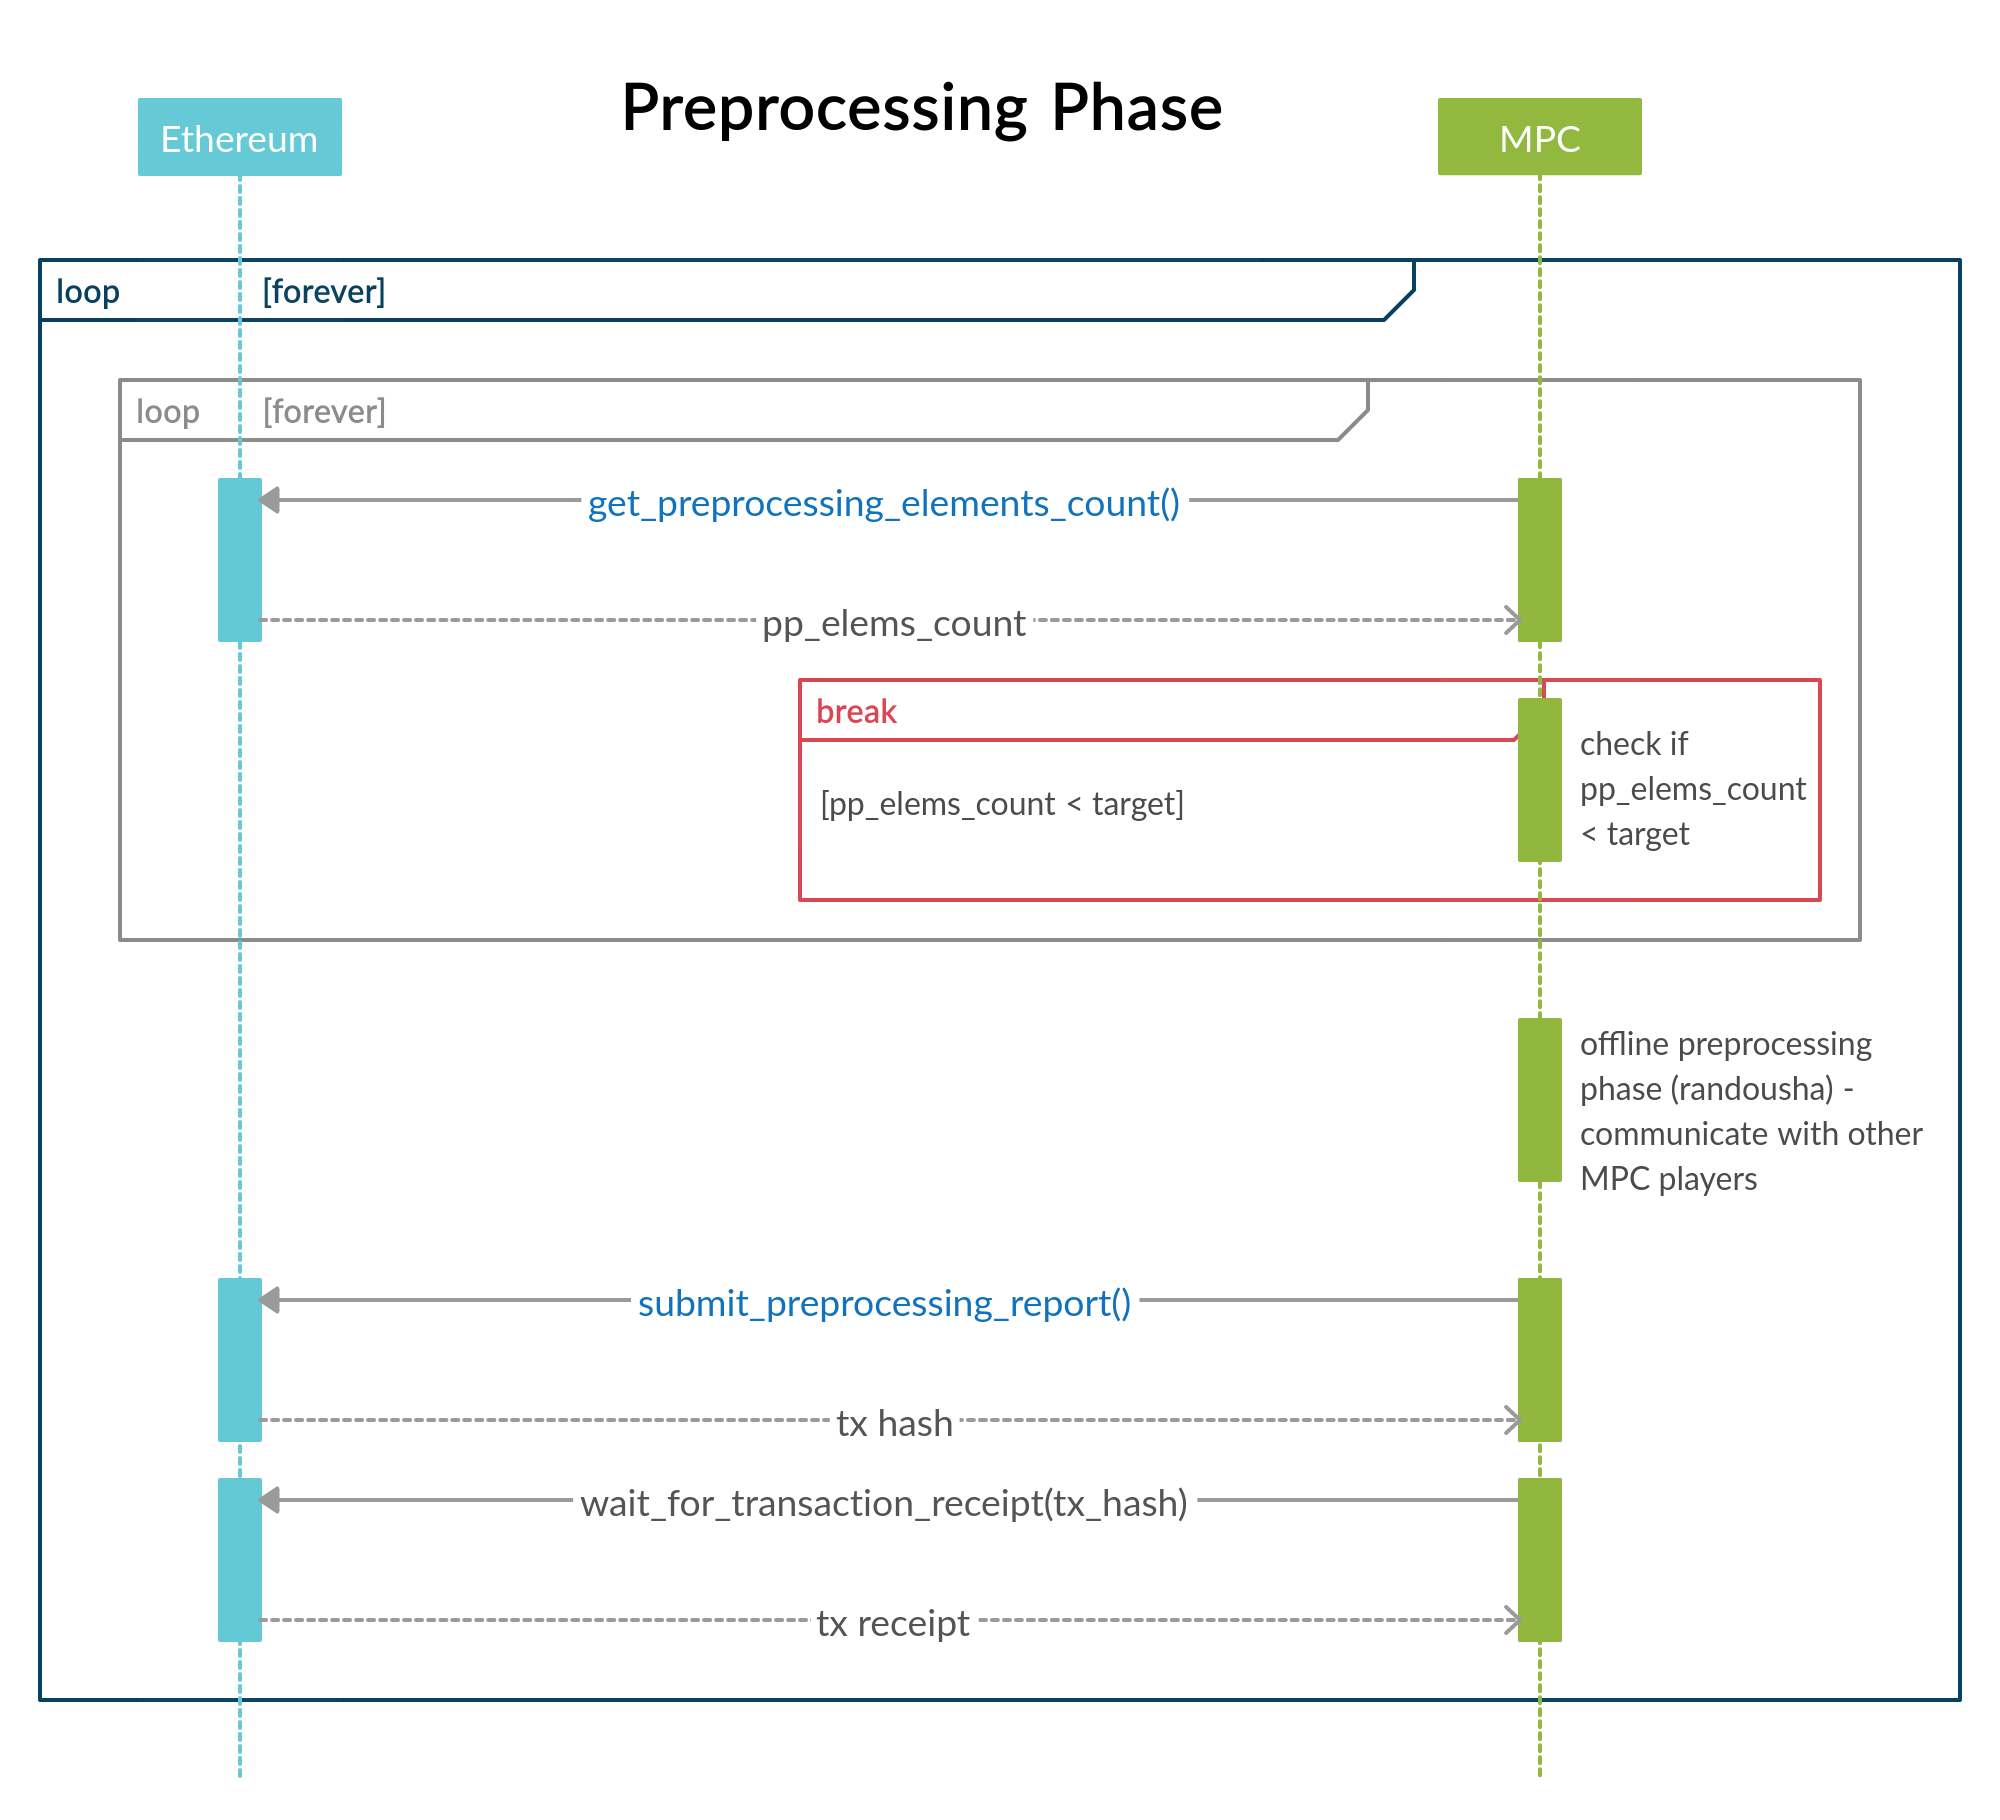 Preprocessing Phase
Ethereum
MPC
loop [forever]
loop [forever]
get_preprocessing_elements_count()
pp_elems_count
break
check if
pp_elems_count
< target
[pp_elems_count < target]
offline preprocessing
phase (randousha) -
communicate with other
MPC players
submit_preprocessing_report()
tx hash
wait_for_transaction_receipt(tx_hash)
tx receipt